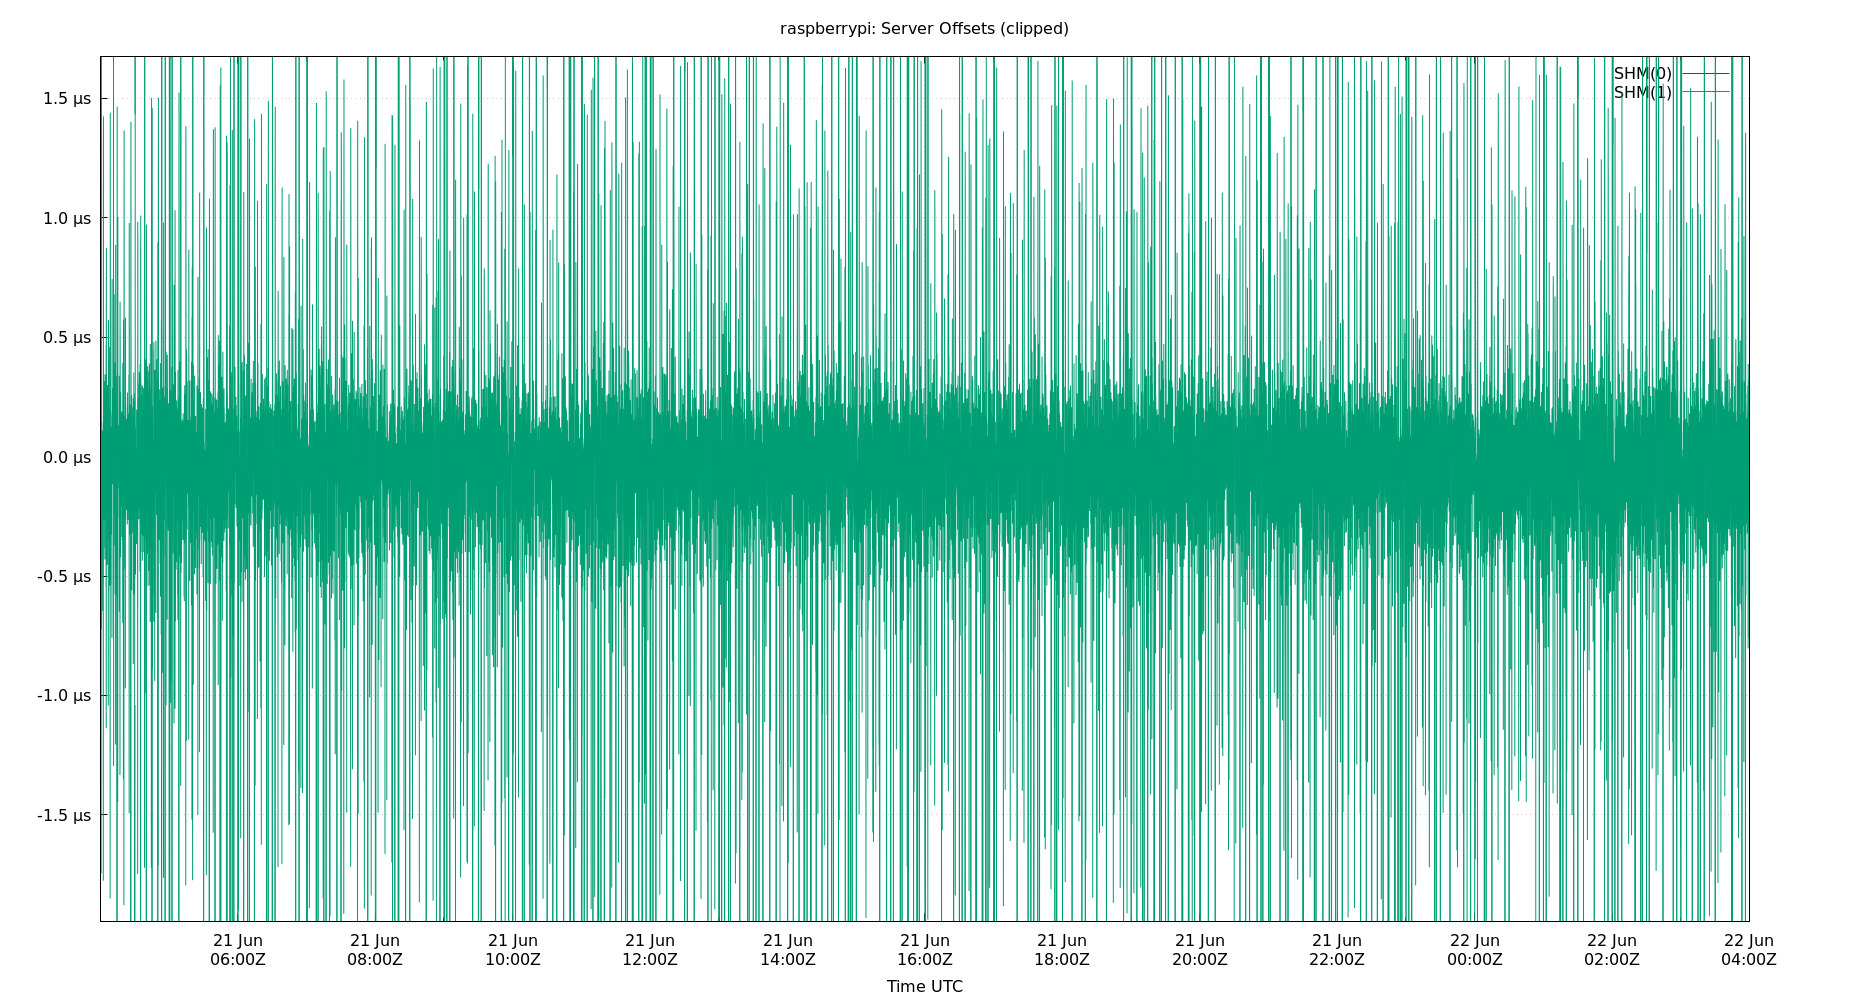 raspberrypi: Server Offsets (clipped)
SHM(0)
SHM(1)
1.5 µs
1.0 µs
0.5 µs
0.0 µs
-0.5 µs
-1.0 µs
-1.5 µs
21 Jun 21 Jun 21 Jun 21 Jun 21 Jun 21 Jun 21 Jun 21 Jun 21 Jun 22 Jun 22 Jun 22 Jun
06:00Z 08:00Z 10:00Z 12:00Z 14:00Z 16:00Z 18:00Z 20:00Z 22:00Z 00:00Z 02:00Z 04:00Z
Time UTC